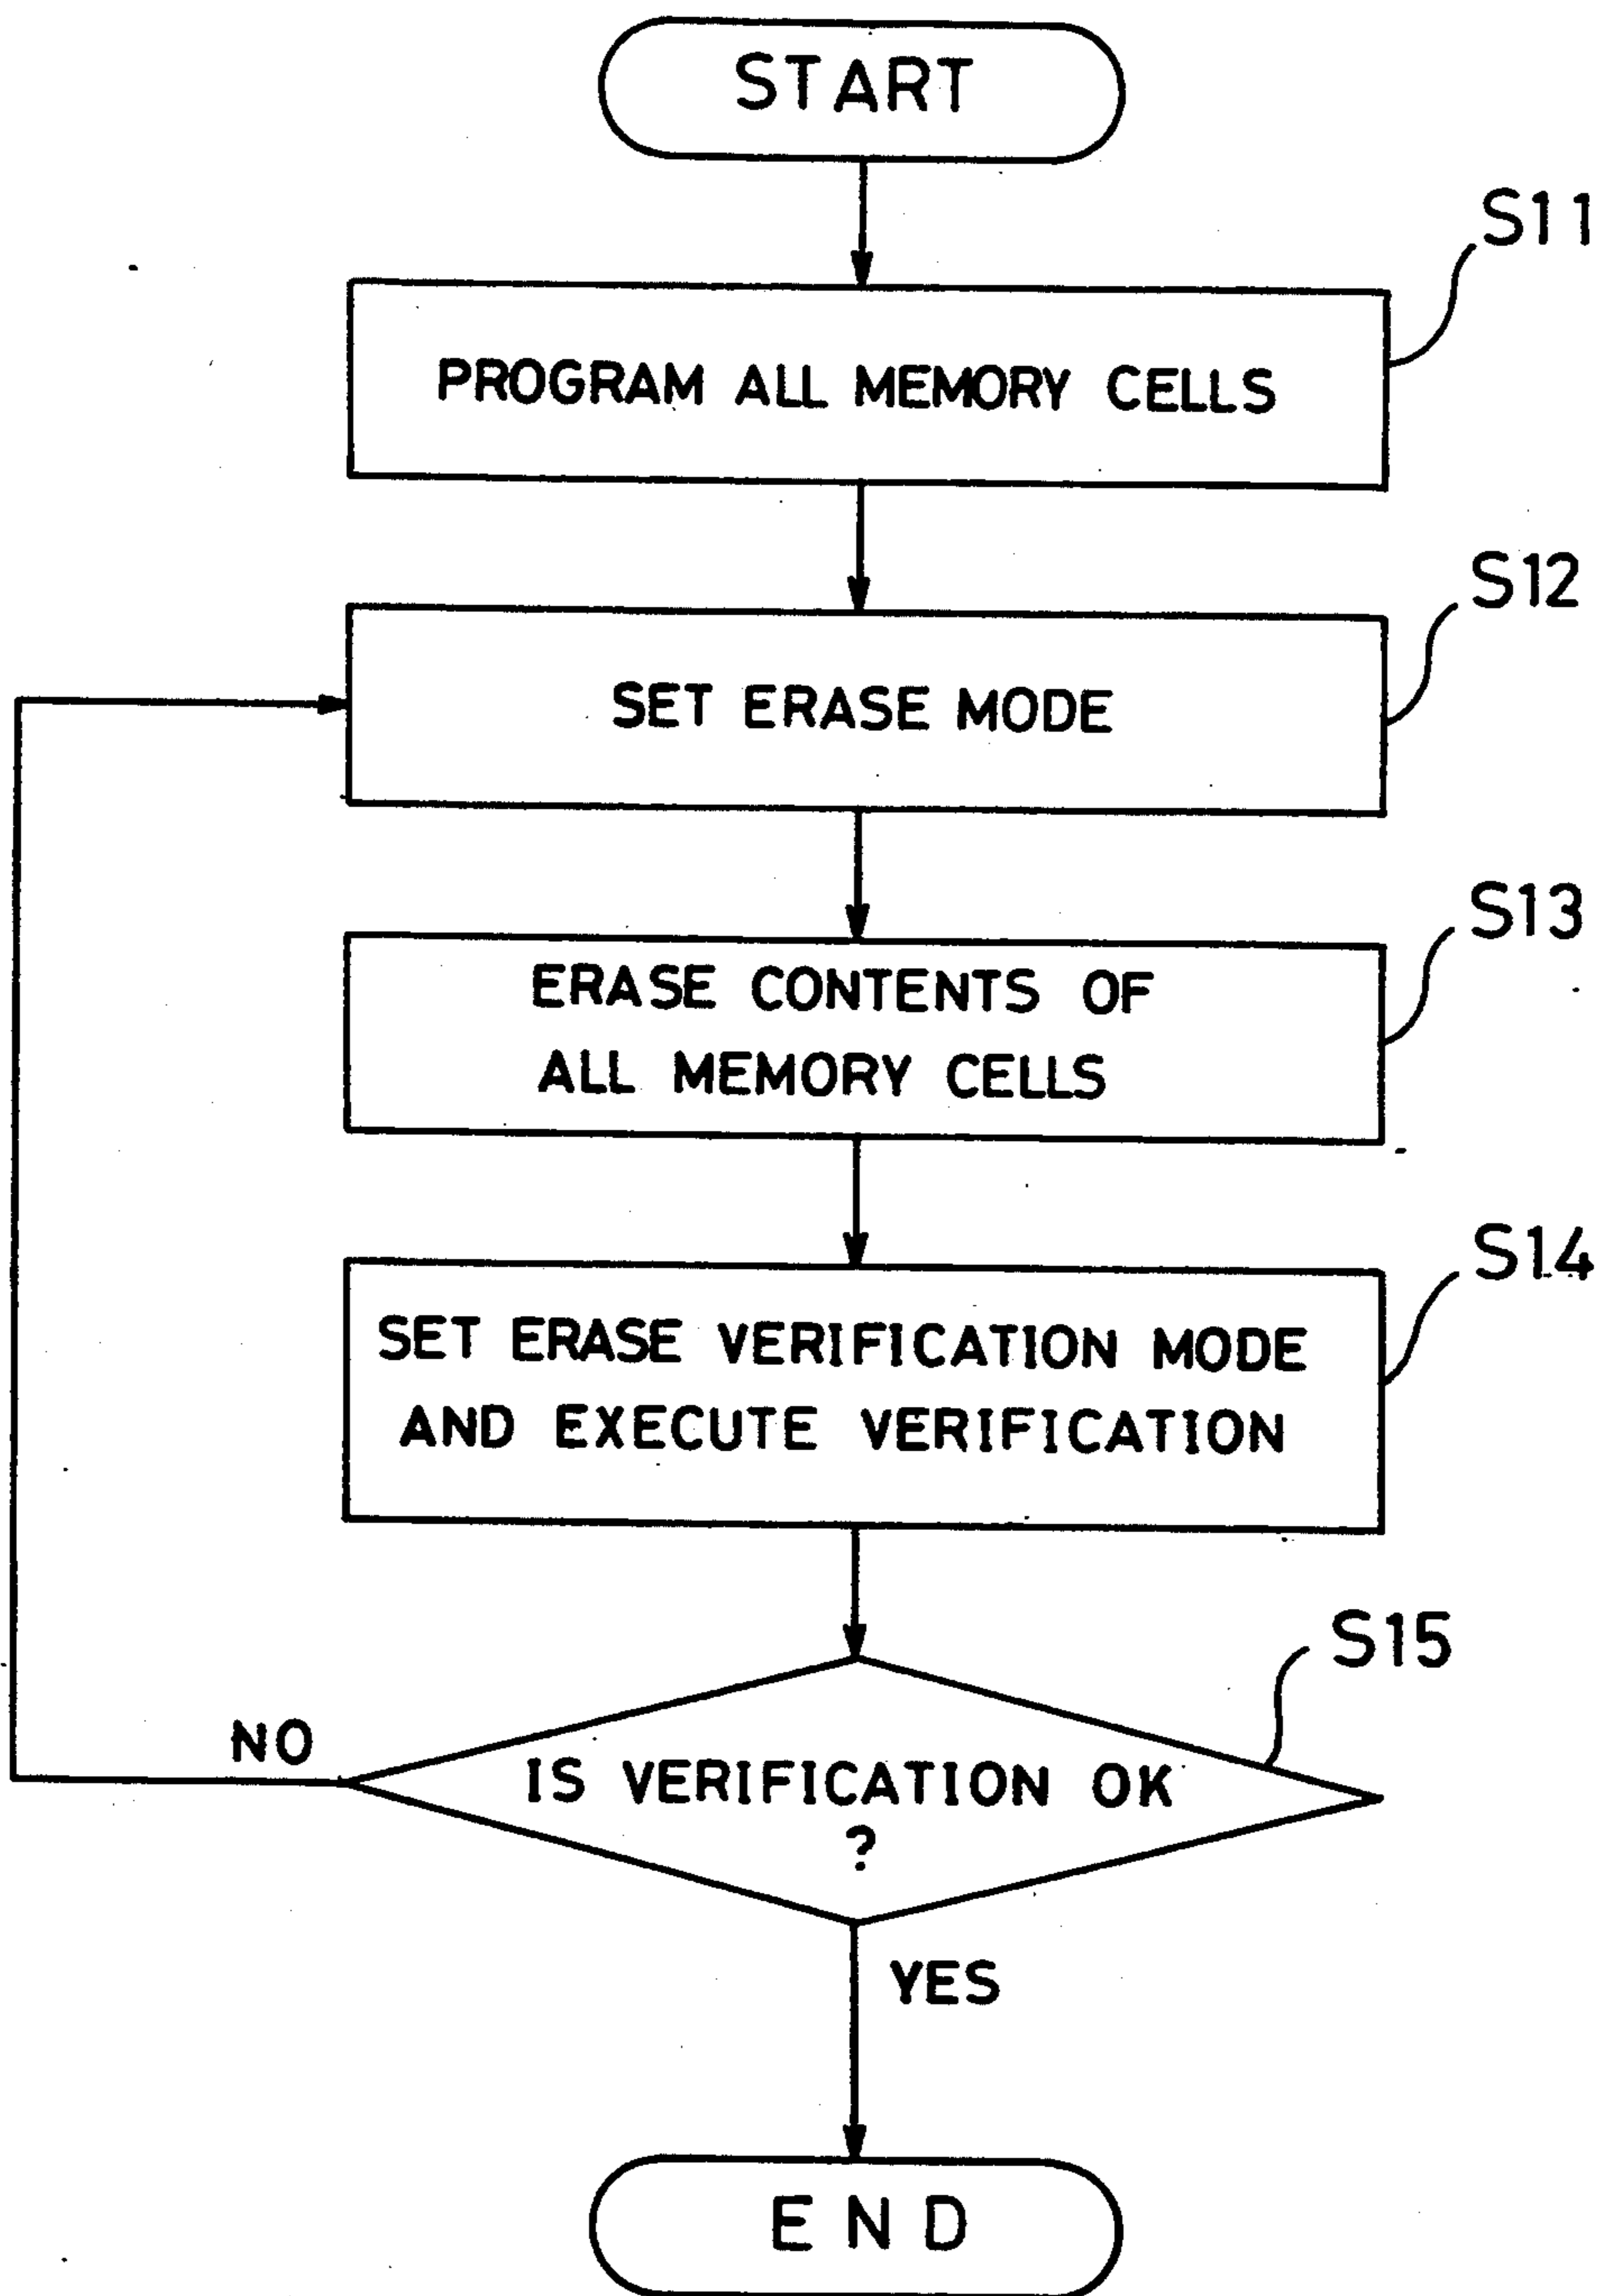 START
S11
PROGRAM ALL MEMORY CELLS
S12
SET ERASE MODE
S13
ERASE CONTENTS OF
ALL MEMORY CELLS
S14
SET ERASE VERIFICATION MODE
AND EXECUTE VERIFICATION
S15
NO
IS VERIFICATION OK
?
YES
END